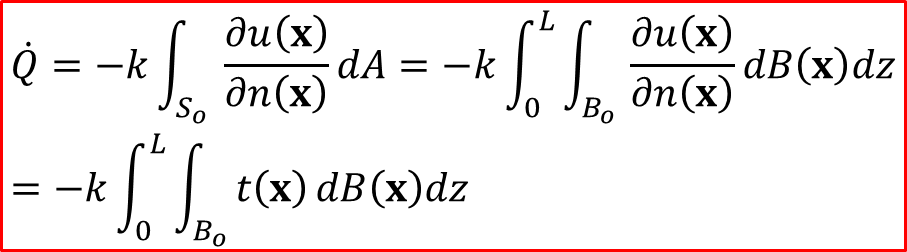 Q̇ = −k ∫_{S_o} ∂u(𝐱)/∂n(𝐱) dA = −k ∫_0^L ∫_{B_o} ∂u(𝐱)/∂n(𝐱) dB(𝐱)dz
= −k ∫_0^L ∫_{B_o} t(𝐱) dB(𝐱)dz